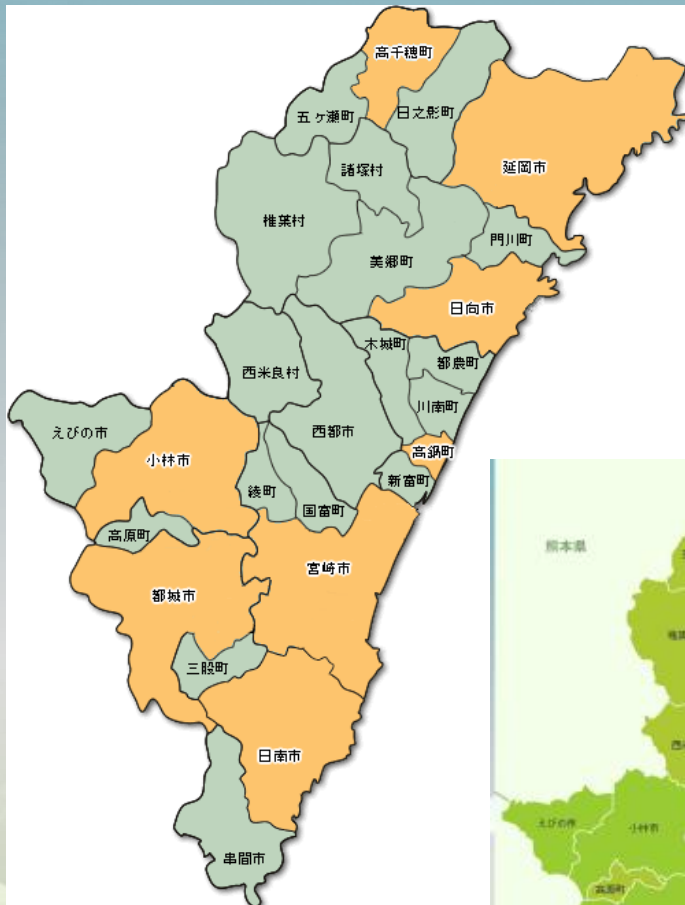 高千穂町
日之影町
五ヶ瀬町
延岡市
諸塚村
椎葉村
門川町
美郷町
日向市
木城町
都農町
西米良村
川南町
えびの市
西都市
小林市
高鍋町
新富町
綾町
国富町
高原町
宮崎市
都城市
三股町
日南市
串間市
熊本県
えびの市
小林市
高原町